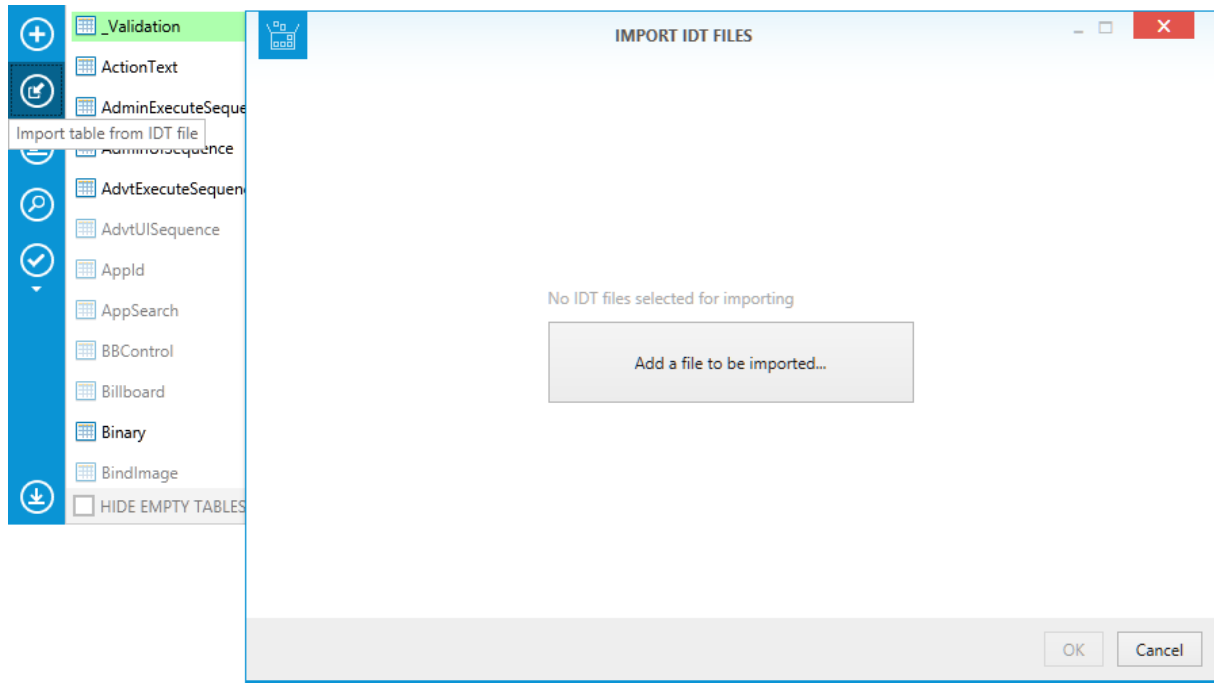 _Validation
ActionText
AdminExecuteSeque
Import table from IDT file
AdminUISequence
AdvtExecuteSequen
AdvtUISequence
AppId
AppSearch
BBControl
Billboard
Binary
BindImage
HIDE EMPTY TABLES
IMPORT IDT FILES
No IDT files selected for importing
Add a file to be imported...
OK
Cancel